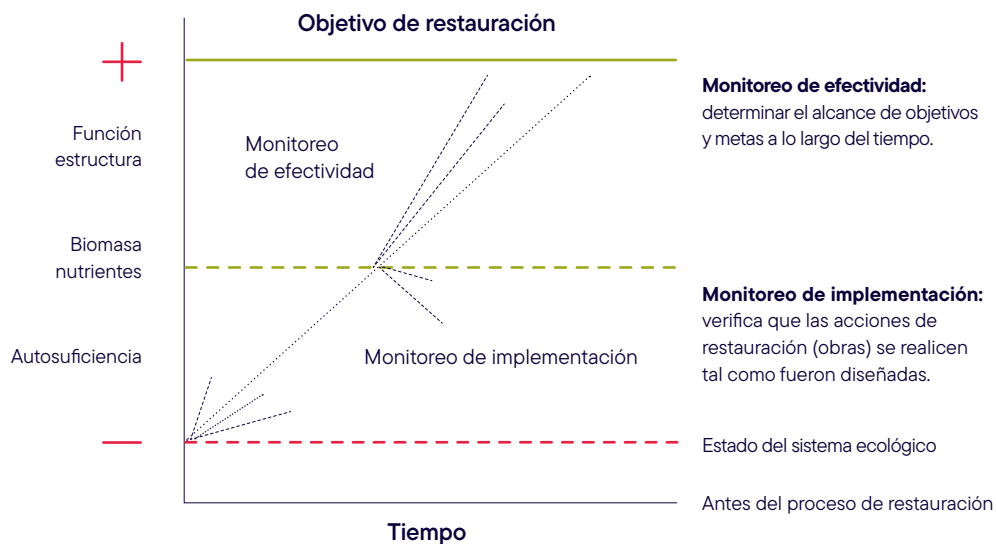 Objetivo de restauración
+
Función
estructura
Biomasa
nutrientes
Autosuficiencia
—
Monitoreo
de efectividad
Monitoreo de implementación
Tiempo
Monitoreo de efectividad:
determinar el alcance de objetivos
y metas a lo largo del tiempo.
Monitoreo de implementación:
verifica que las acciones de
restauración (obras) se realicen
tal como fueron diseñadas.
Estado del sistema ecológico
Antes del proceso de restauración